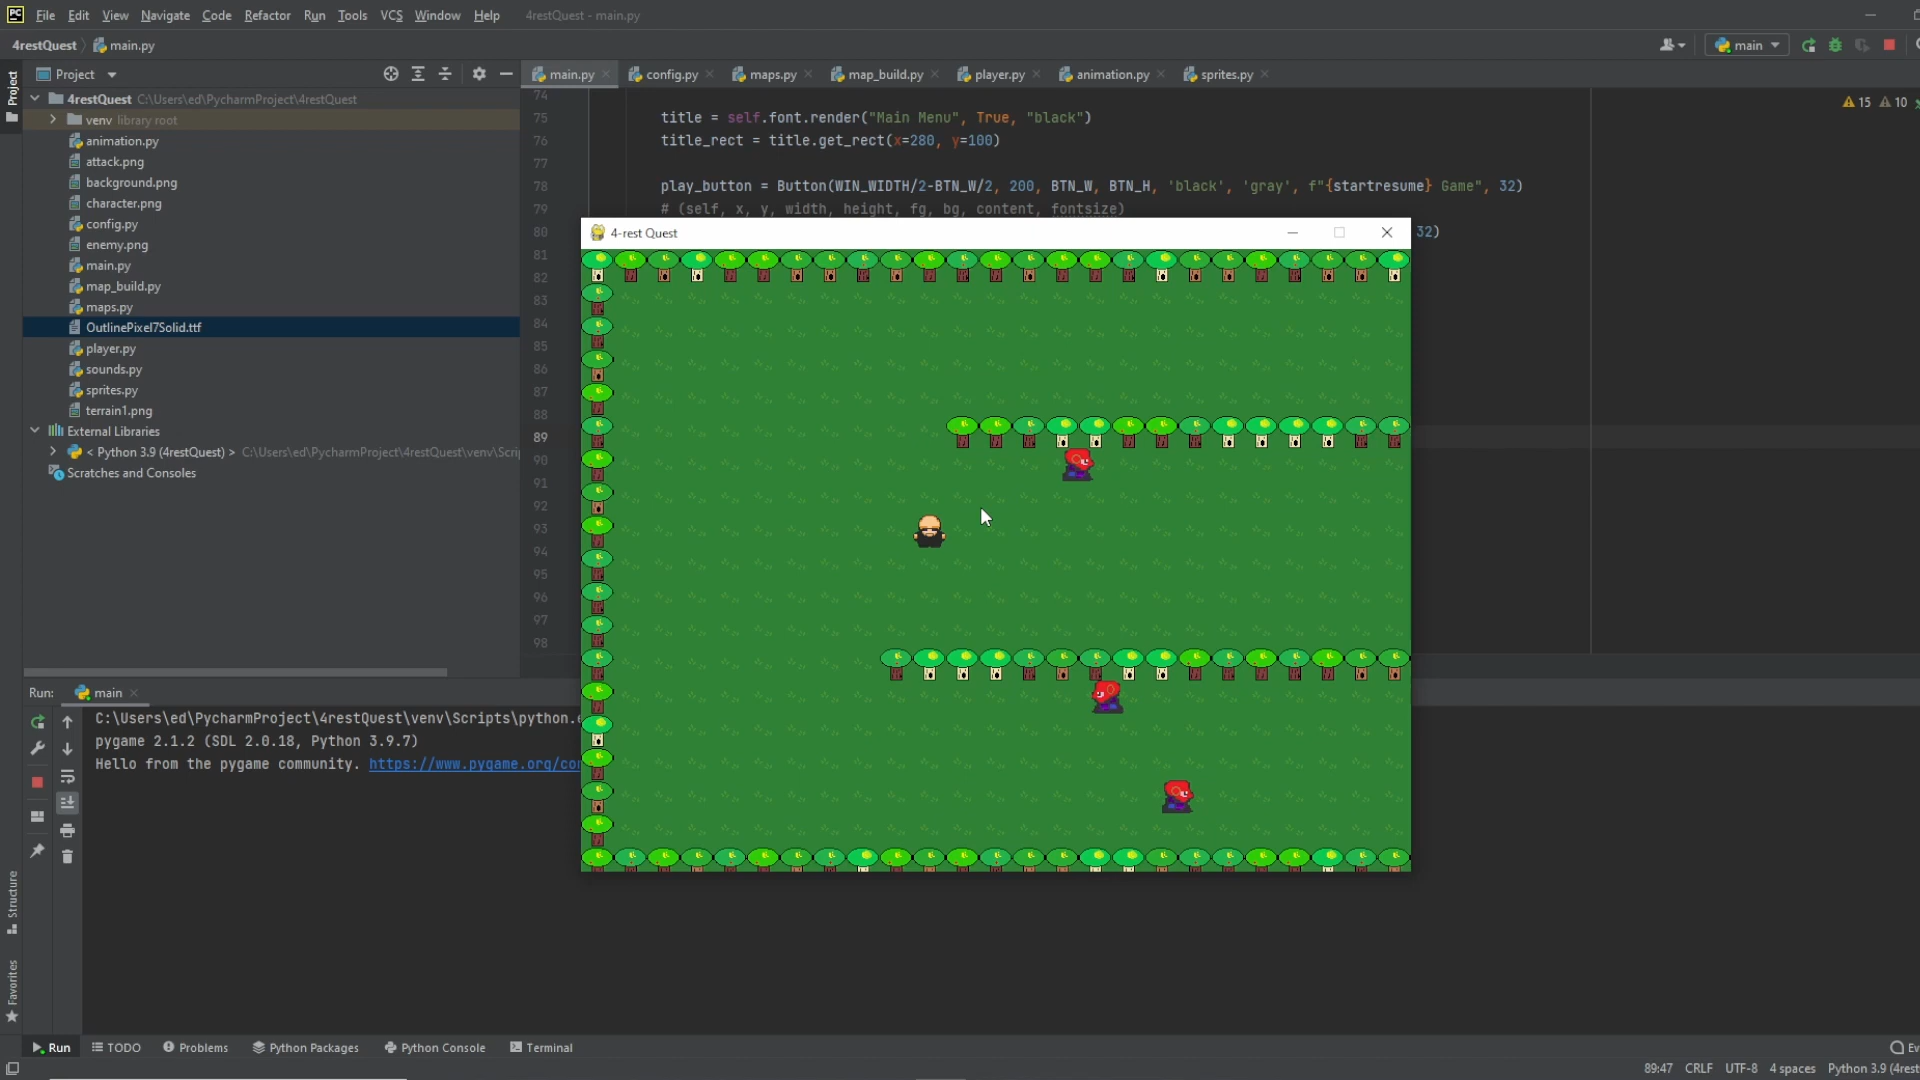 PC File Edit View Navigate Code Refactor Run Tools VCS Window Help 4restQuest - main.py
4restQuest main.py main
Project
Project
main.py config.py maps.py map_build.py player.py animation.py sprites.py
4restQuest C:\Users\ed\PycharmProject\4restQuest
venv library root
animation.py
attack.png
background.png
character.png
config.py
enemy.png
main.py
map_build.py
maps.py
OutlinePixel7Solid.ttf
player.py
sounds.py
sprites.py
terrain1.png
External Libraries
< Python 3.9 (4restQuest) > C:\Users\ed\PycharmProject\4restQuest\venv\Scri
Scratches and Consoles
15 10
74
75 title = self.font.render("Main Menu", True, "black")
76 title_rect = title.get_rect(x=280, y=100)
77
78 play_button = Button(WIN_WIDTH/2-BTN_W/2, 200, BTN_W, BTN_H, 'black', 'gray', f"{startresume} Game", 32)
79 # (self, x, y, width, height, fg, bg, content, fontsize)
80 32)
81
82
83
84
85
86
87
88
89
90
91
92
93
94
95
96
97
98
4-rest Quest
Run: main
C:\Users\ed\PycharmProject\4restQuest\venv\Scripts\python.e
pygame 2.1.2 (SDL 2.0.18, Python 3.9.7)
Hello from the pygame community. https://www.pygame.org/co
Structure
Favorites
Run TODO Problems Python Packages Python Console Terminal Ev
89:47 CRLF UTF-8 4 spaces Python 3.9 (4rest